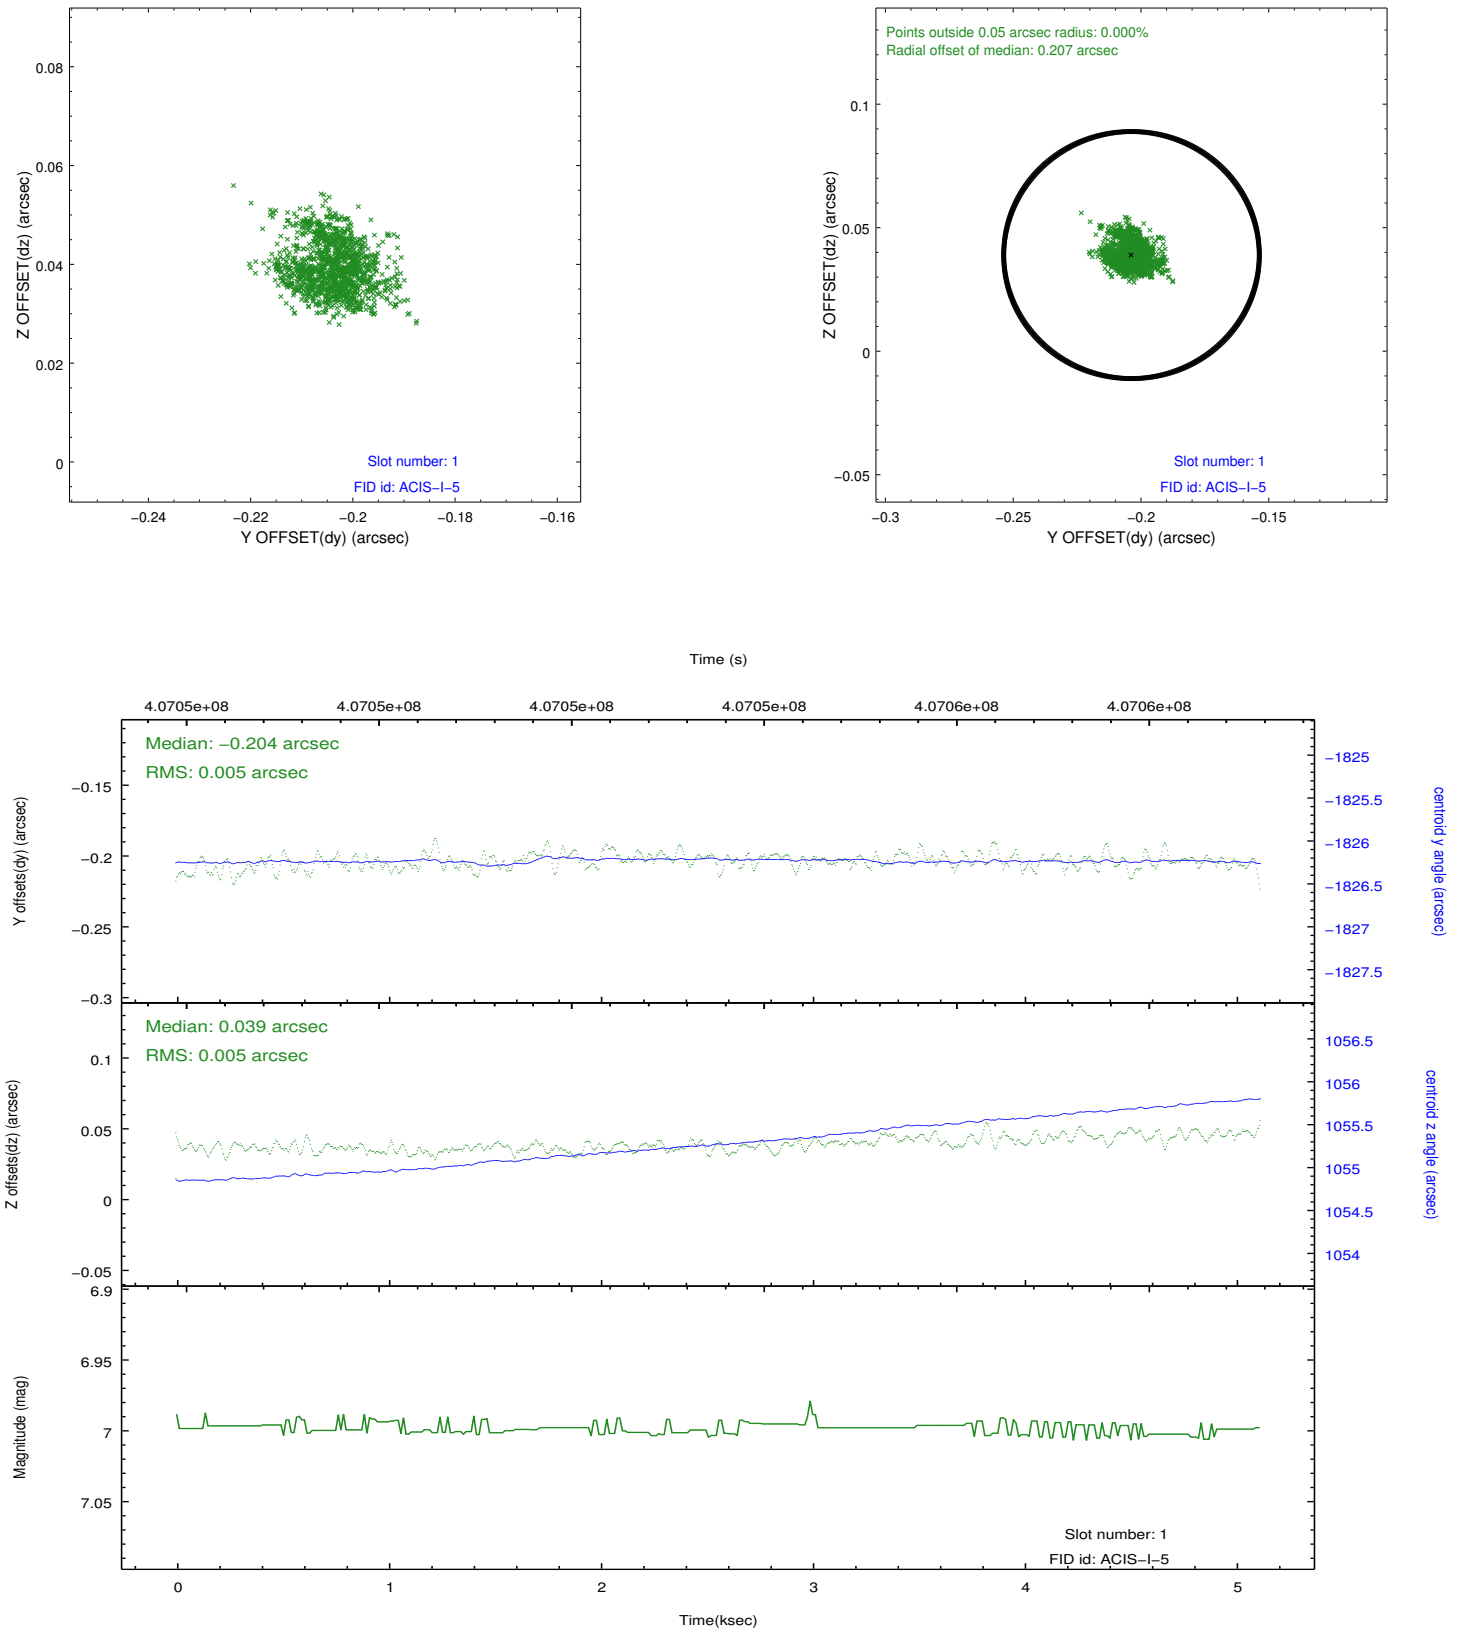 0.08
0.06
0.04
0.02
0
Z OFFSET(dz) (arcsec)
Slot number: 1
FID id: ACIS−I−5
−0.24
−0.22
−0.2
−0.18
−0.16
Y OFFSET(dy) (arcsec)
Points outside 0.05 arcsec radius: 0.000%
Radial offset of median: 0.207 arcsec
0.1
0.05
0
−0.05
Z OFFSET(dz) (arcsec)
Slot number: 1
FID id: ACIS−I−5
−0.3
−0.25
−0.2
−0.15
Y OFFSET(dy) (arcsec)
Time (s)
4.0705e+08
4.0705e+08
4.0705e+08
4.0705e+08
4.0706e+08
4.0706e+08
Median: −0.204 arcsec
RMS: 0.005 arcsec
−0.15
−0.2
−0.25
−0.3
Y offsets(dy) (arcsec)
−1825
−1825.5
−1826
−1826.5
−1827
−1827.5
centroid y angle (arcsec)
Median: 0.039 arcsec
RMS: 0.005 arcsec
0.1
0.05
0
−0.05
Z offsets(dz) (arcsec)
1056.5
1056
1055.5
1055
1054.5
1054
centroid z angle (arcsec)
6.9
6.95
7
7.05
Magnitude (mag)
Slot number: 1
FID id: ACIS−I−5
0
1
2
3
4
5
Time(ksec)